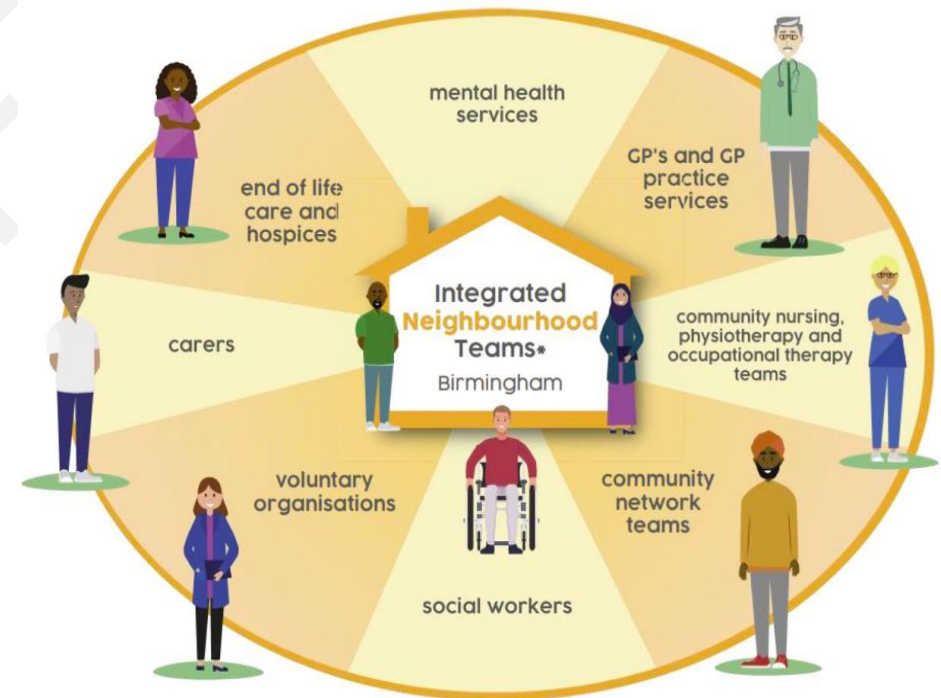 mental health
services
GP's and GP
practice
services
community nursing,
physiotherapy and
occupational therapy
teams
community
network
teams
social workers
voluntary
organisations
carers
end of life
care and
hospices
Integrated
Neighbourhood
Teams*
Birmingham